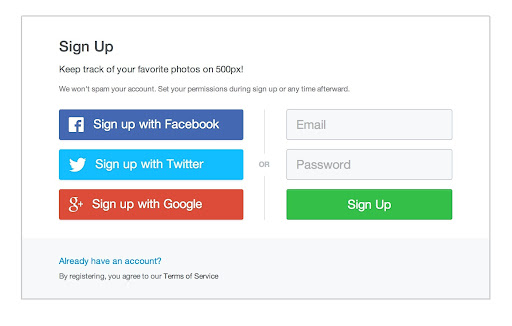 Sign Up
Keep track of your favorite photos on 500px!
We won't spam your account. Set your permissions during sign up or any time afterward.
Sign up with Facebook
Sign up with Twitter
Sign up with Google
OR
Email
Password
Sign Up
Already have an account?
By registering, you agree to our Terms of Service